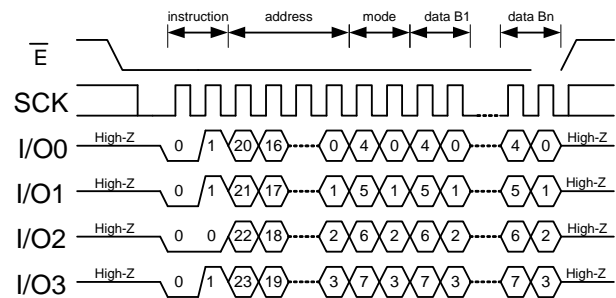 instruction address mode data B1 data Bn
E
SCK
I/O0 High-Z 0 1 20 16 0 4 0 4 0 4 0 High-Z
I/O1 High-Z 0 1 21 17 1 5 1 5 1 5 1 High-Z
I/O2 High-Z 0 0 22 18 2 6 2 6 2 6 2 High-Z
I/O3 High-Z 0 1 23 19 3 7 3 7 3 7 3 High-Z